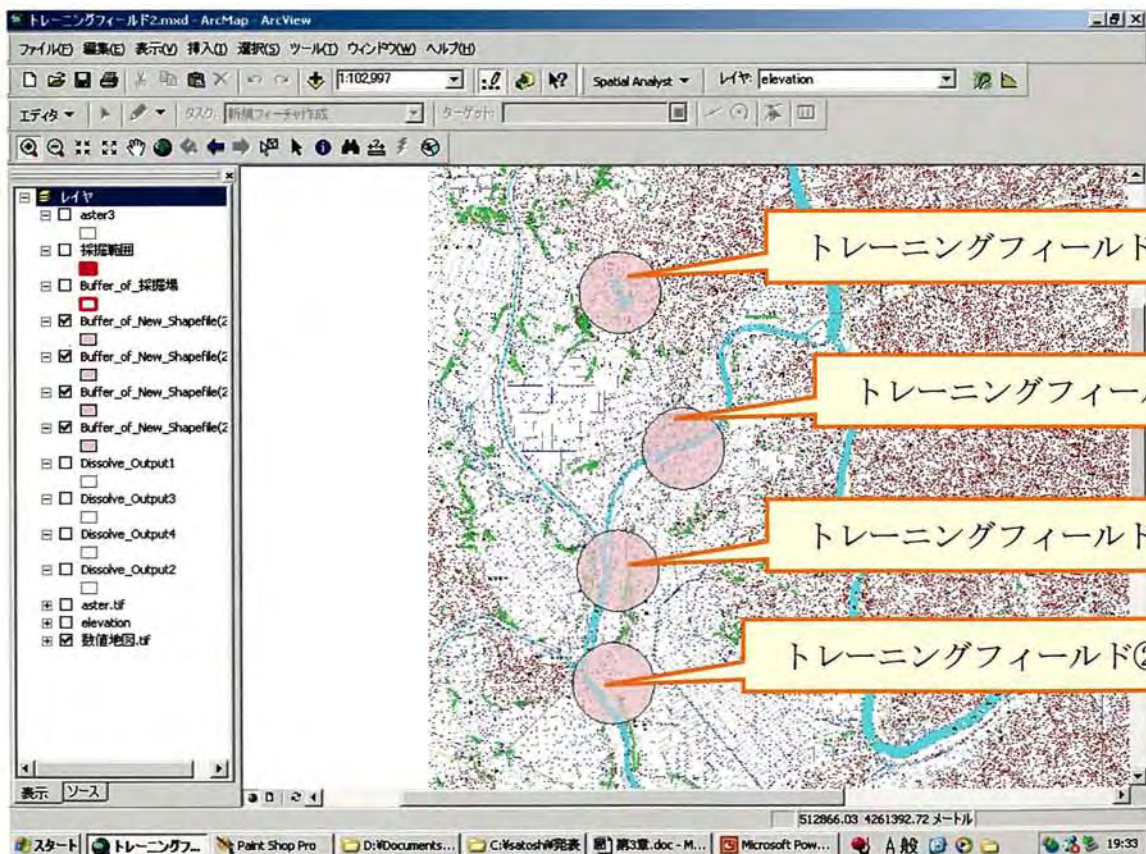 トレーニングフィールド2.mxd - ArcMap - ArcView
ファイル(F) 編集(E) 表示(V) 挿入(I) 選択(S) ツール(T) ウィンドウ(W) ヘルプ(H)
1:102,997 Spatial Analyst レイヤ: elevation
エディタ タスク: 新規フィーチャ作成 ターゲット:
レイヤ
aster3
採掘範囲
Buffer_of_採掘場
Buffer_of_New_Shapefile(2
Buffer_of_New_Shapefile(2
Buffer_of_New_Shapefile(2
Buffer_of_New_Shapefile(2
Dissolve_Output1
Dissolve_Output3
Dissolve_Output4
Dissolve_Output2
aster.tif
elevation
数値地図.tif
トレーニングフィールド
トレーニングフィー
トレーニングフィールド
トレーニングフィールド②
表示 ソース
512866.03 4261392.72 メートル
スタート トレーニングフ... Paint Shop Pro D:¥Documents... C:¥satoshi¥発表 第3章.doc - M... Microsoft Pow... A 般 19:33